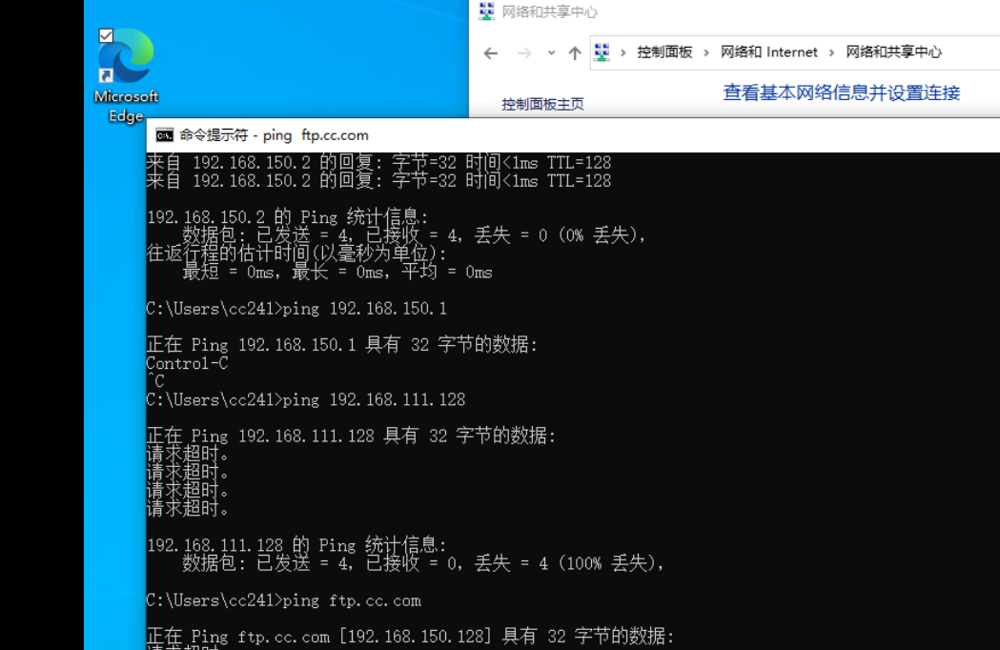 网络和共享中心
控制面板 > 网络和 Internet > 网络和共享中心
查看基本网络信息并设置连接
控制面板主页
Microsoft
Edge
命令提示符 - ping  ftp.cc.com
来自 192.168.150.2 的回复: 字节=32 时间<1ms TTL=128
来自 192.168.150.2 的回复: 字节=32 时间<1ms TTL=128
192.168.150.2 的 Ping 统计信息:
数据包: 已发送 = 4, 已接收 = 4, 丢失 = 0 (0% 丢失),
往返行程的估计时间(以毫秒为单位):
最短 = 0ms, 最长 = 0ms, 平均 = 0ms
C:\Users\cc241>ping 192.168.150.1
正在 Ping 192.168.150.1 具有 32 字节的数据:
Control-C
^C
C:\Users\cc241>ping 192.168.111.128
正在 Ping 192.168.111.128 具有 32 字节的数据:
请求超时。
请求超时。
请求超时。
请求超时。
192.168.111.128 的 Ping 统计信息:
数据包: 已发送 = 4, 已接收 = 0, 丢失 = 4 (100% 丢失),
C:\Users\cc241>ping ftp.cc.com
正在 Ping ftp.cc.com [192.168.150.128] 具有 32 字节的数据: